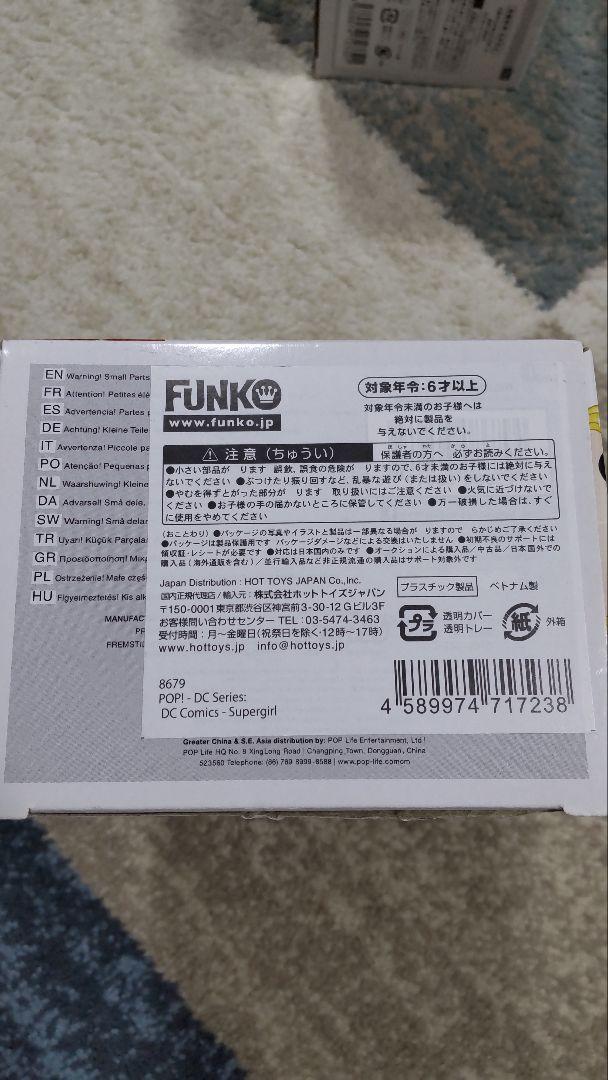 EN Warning! Small Parts
FR Attention! Petites élé
ES Advertencia! Partes p
DE Achtung! Kleine Teile
IT Avvertenza! Piccole pa
PO Atenção! Pequenas p
NL Waarshuwing! Kleine
DA Advarsel! Små dele.
SW Warning! Små delar
TR Uyarı! Küçük Parçalar
GR Προειδοποίηση! Μικρ
PL Ostrzeżenie! Małe częś
HU Figyelmeztetés! Kis alk
MANUFAC
FREMSTIL
FUNKO
www.funko.jp
対象年令:6才以上
対象年令未満のお子様へは
絶対に製品を
与えないでください。
注意(ちゅうい)
保護者の方へ 必ずお読みください。
●小さい部品が り ます 誤飲、誤食の危険が りますので、6才未満のお子様には絶対に与え
ないでください ●ぶつけたり振り回すなど、乱暴な遊び(または扱い)をしないでください
●やむを得ずとがった部分が ります 取り扱いにはご注意ください ●火気に近づけないで
ください ●お子様の手の届かないところに保管してください ●万一破損した場合は、すぐ
に使用をやめてください
(おことわり)●パッケージの写真やイラストと製品は一部異なる場合が りますので らかじめご了承ください
●パッケージは製品保護用です パッケージダメージなどによる交換はいたしません ●初期不良のサポートには
領収証・レシートが必要です ●対応は日本国内のみです ●オークションによる購入品/中古品/日本国外での
購入品(海外通販を含む)/並行輸入品など非正規流通の購入品はサポート対象外です
Japan Distribution : HOT TOYS JAPAN Co.,Inc.
国内正規代理店/輸入元:株式会社ホットトイズジャパン
〒150-0001 東京都渋谷区神宮前3-30-12 Gビル3F
お客様問い合わせセンター TEL:03-5474-3463
受付時間:月〜金曜日(祝祭日を除く・12時〜17時)
www.hottoys.jp info@hottoys.jp
プラスチック製品 ベトナム製
プラ 透明カバー
透明トレー
紙 外箱
8679
POP! - DC Series:
DC Comics - Supergirl
4 589974 717238
Greater China & S.E. Asia distribution by: POP Life Entertainment, Ltd
POP Life HQ No. 9 XingLong Road | Changping Town, Dongguan, China
523560 Telephone: (86) 769 8999-8588 | www.pop-life.comom